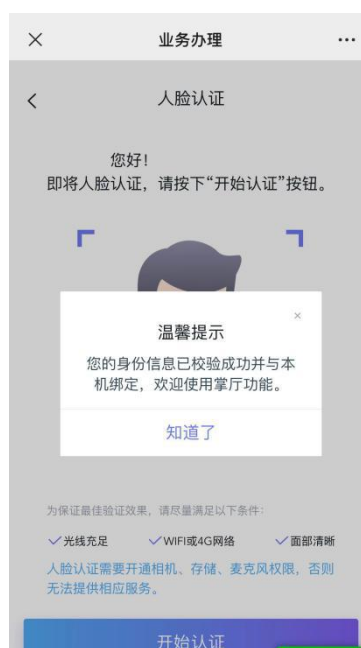 业务办理
人脸认证
您好！
即将人脸认证，请按下“开始认证”按钮。
温馨提示
您的身份信息已校验成功并与本
机绑定，欢迎使用掌厅功能。
知道了
为保证最佳验证效果，请尽量满足以下条件：
光线充足 WIFI或4G网络 面部清晰
人脸认证需要开通相机、存储、麦克风权限，否则
无法提供相应服务。
开始认证